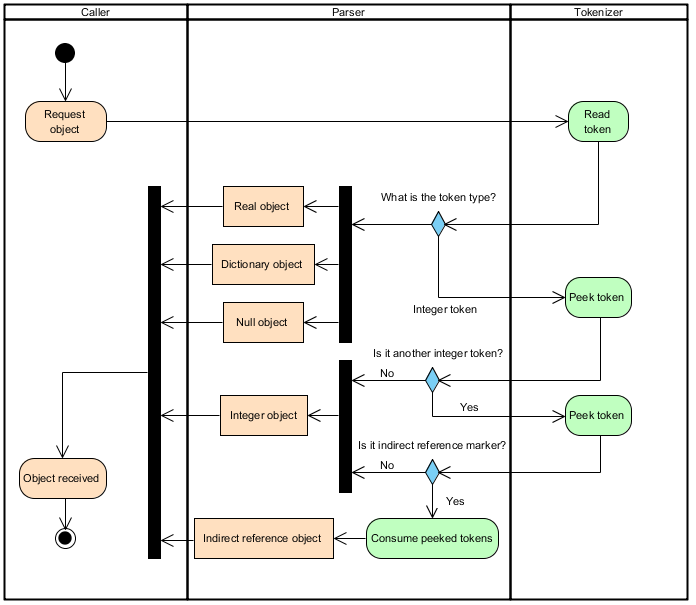 Caller
Parser
Tokenizer
Request
object
Read
token
What is the token type?
Real object
Dictionary object
Null object
Integer token
Peek token
Is it another integer token?
No
Yes
Integer object
Peek token
Is it indirect reference marker?
No
Yes
Object received
Indirect reference object
Consume peeked tokens